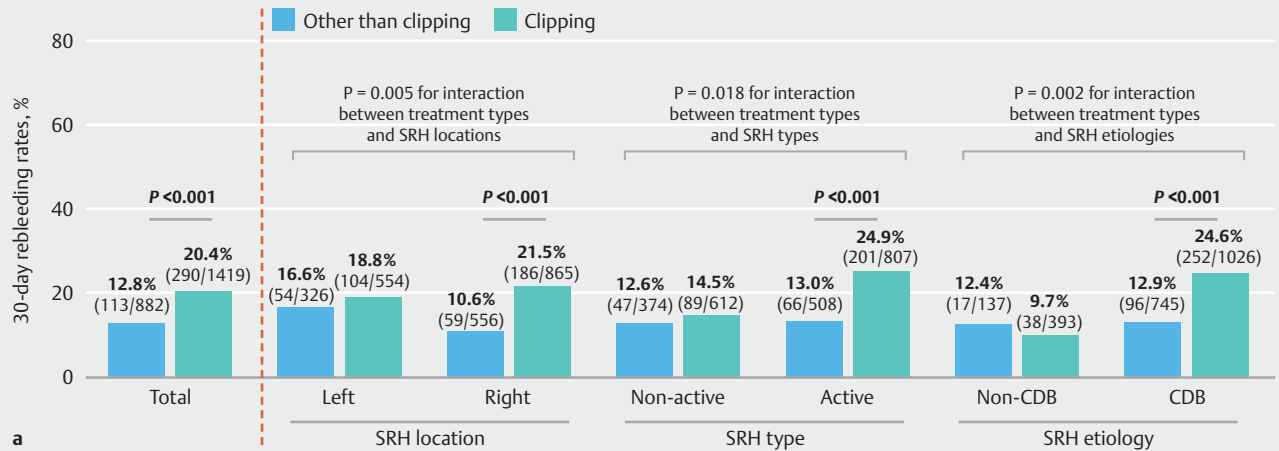 Other than clipping
Clipping
30-day rebleeding rates, %
80
60
40
20
0
P = 0.005 for interaction
between treatment types
and SRH locations
P = 0.018 for interaction
between treatment types
and SRH types
P = 0.002 for interaction
between treatment types
and SRH etiologies
P <0.001
P <0.001
P <0.001
P <0.001
12.8%
(113/882)
20.4%
(290/1419)
16.6%
(54/326)
18.8%
(104/554)
10.6%
(59/556)
21.5%
(186/865)
12.6%
(47/374)
14.5%
(89/612)
13.0%
(66/508)
24.9%
(201/807)
12.4%
(17/137)
9.7%
(38/393)
12.9%
(96/745)
24.6%
(252/1026)
Total
Left
Right
Non-active
Active
Non-CDB
CDB
SRH location
SRH type
SRH etiology
a